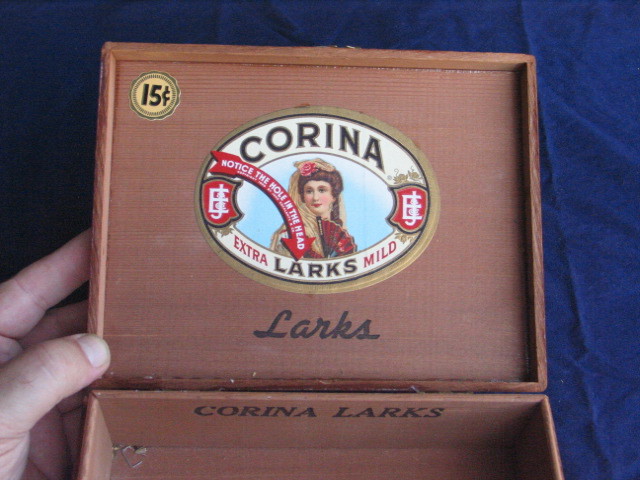 15¢
CORINA
NOTICE THE HOLE IN THE HEAD
EXTRA LARKS MILD
Larks
CORINA LARKS